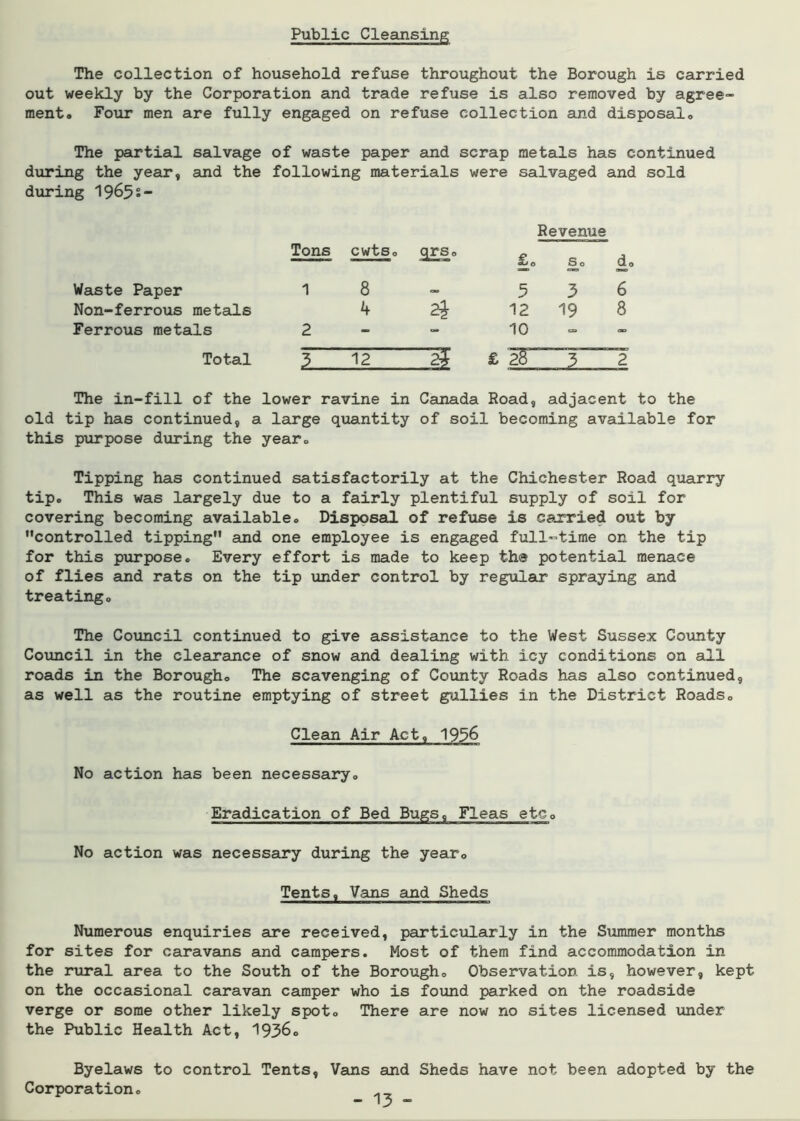 Public Cleansing
The collection of household refuse throughout the Borough is carried
out weekly by the Corporation and trade refuse is also removed by agree-
ment. Four men are fully engaged on refuse collection and disposal.
The partial salvage of waste paper and scrap metals has continued
during the year, and the following materials were salvaged and sold
during 1965:-
Revenue
Tons cwts. qrs. £. s. d.
Waste Paper 1 8 - 5 3 6
Non-ferrous metals 4 2½ 12 19 8
Ferrous metals 2 - - 10 - -
Total 3 12 2½ £ 28 3 2
The in-fill of the lower ravine in Canada Road, adjacent to the
old tip has continued, a large quantity of soil becoming available for
this purpose during the year.
Tipping has continued satisfactorily at the Chichester Road quarry
tip. This was largely due to a fairly plentiful supply of soil for
covering becoming available. Disposal of refuse is carried out by
"controlled tipping" and one employee is engaged full-time on the tip
for this purpose. Every effort is made to keep the potential menace
of flies and rats on the tip under control by regular spraying and
treating.
The Council continued to give assistance to the West Sussex County
Council in the clearance of snow and dealing with icy conditions on all
roads in the Borough. The scavenging of County Roads has also continued,
as well as the routine emptying of street gullies in the District Roads.
Clean Air Act, 1956
No action has been necessary.
Eradication of Bed Bugs, Fleas etc.
No action was necessary during the year.
Tents, Vans and Sheds
Numerous enquiries are received, particularly in the Summer months
for sites for caravans and campers. Most of them find accommodation in
the rural area to the South of the Borough. Observation is, however, kept
on the occasional caravan camper who is found parked on the roadside
verge or some other likely spot. There are now no sites licensed under
the Public Health Act, 1936.
Byelaws to control Tents, Vans and Sheds have not been adopted by the
Corporation.
- 13 -